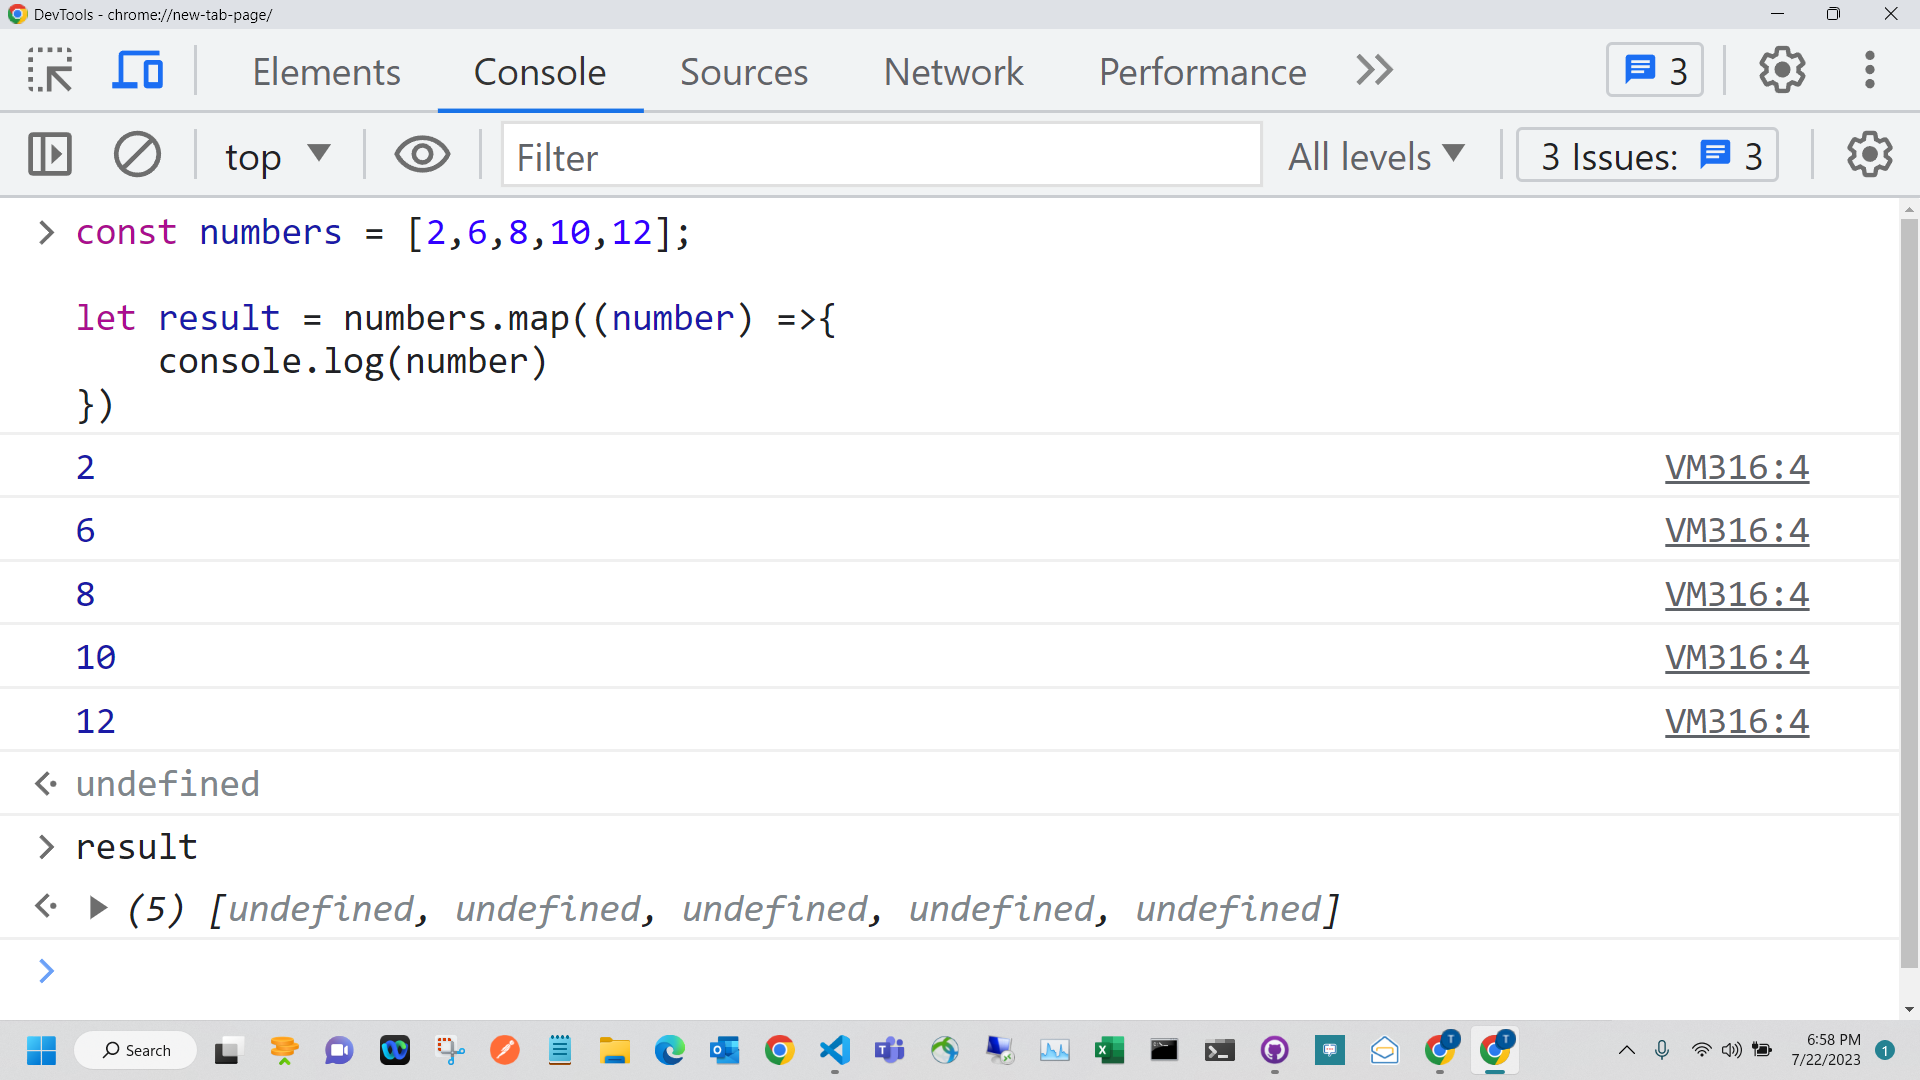 DevTools - chrome://new-tab-page/
Elements Console Sources Network Performance 3
top Filter All levels 3 Issues: 3
const numbers = [2,6,8,10,12];
let result = numbers.map((number) =>{
console.log(number)
})
2 VM316:4
6 VM316:4
8 VM316:4
10 VM316:4
12 VM316:4
undefined
result
(5) [undefined, undefined, undefined, undefined, undefined]
Search T T 6:58 PM
7/22/2023 1